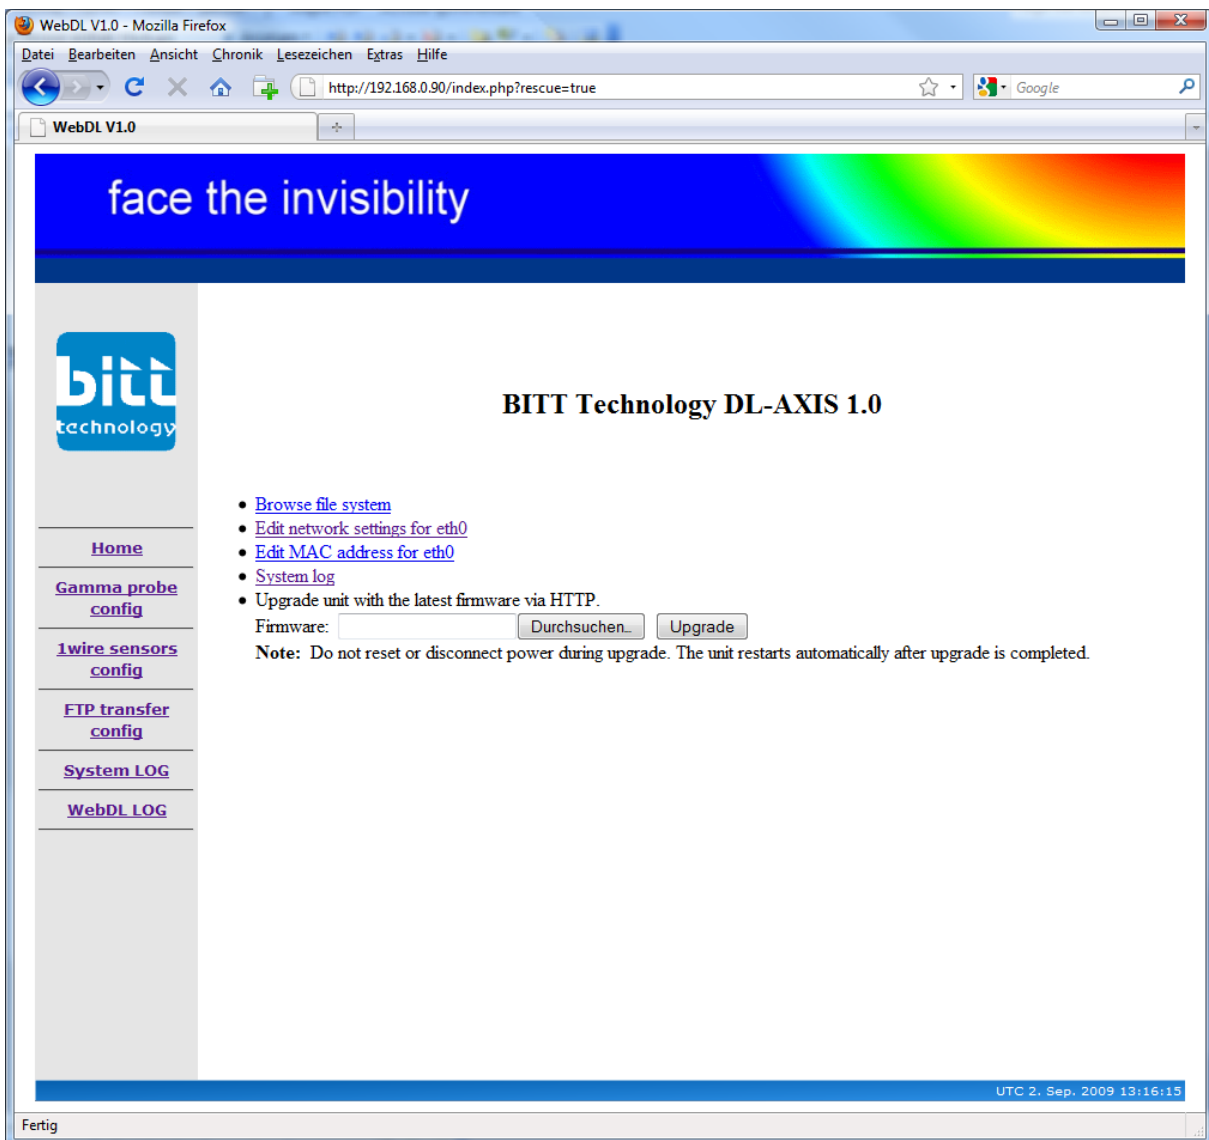 WebDL V1.0 - Mozilla Firefox
Datei Bearbeiten Ansicht Chronik Lesezeichen Extras Hilfe
http://192.168.0.90/index.php?rescue=true
Google
WebDL V1.0
face the invisibility
bitt
technology
BITT Technology DL-AXIS 1.0
Browse file system
Edit network settings for eth0
Edit MAC address for eth0
System log
Upgrade unit with the latest firmware via HTTP.
Firmware: Durchsuchen... Upgrade
Note: Do not reset or disconnect power during upgrade. The unit restarts automatically after upgrade is completed.
Home
Gamma probe
config
1wire sensors
config
FTP transfer
config
System LOG
WebDL LOG
UTC 2. Sep. 2009 13:16:15
Fertig